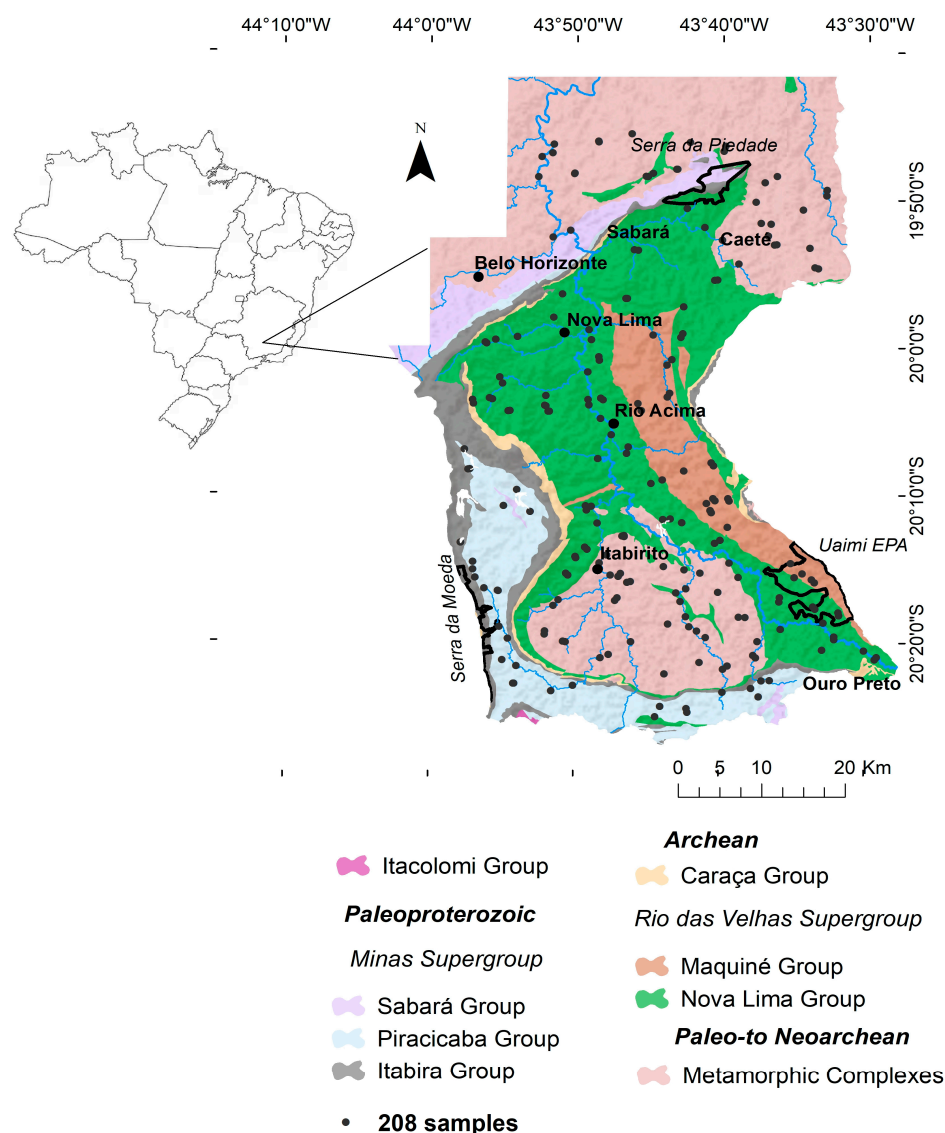 44°10'0"W 44°0'0"W 43°50'0"W 43°40'0"W 43°30'0"W
N
Serra da Piedade
19°50'0"S
Sabará
Caeté
Belo Horizonte
Nova Lima
20°0'0"S
Rio Acima
20°10'0"S
Uaimi EPA
Itabirito
Serra da Moeda
20°20'0"S
Ouro Preto
0 5 10 20 Km
Itacolomi Group
Paleoproterozoic
Minas Supergroup
Sabará Group
Piracicaba Group
Itabira Group
208 samples
Archean
Caraça Group
Rio das Velhas Supergroup
Maquiné Group
Nova Lima Group
Paleo-to Neoarchean
Metamorphic Complexes